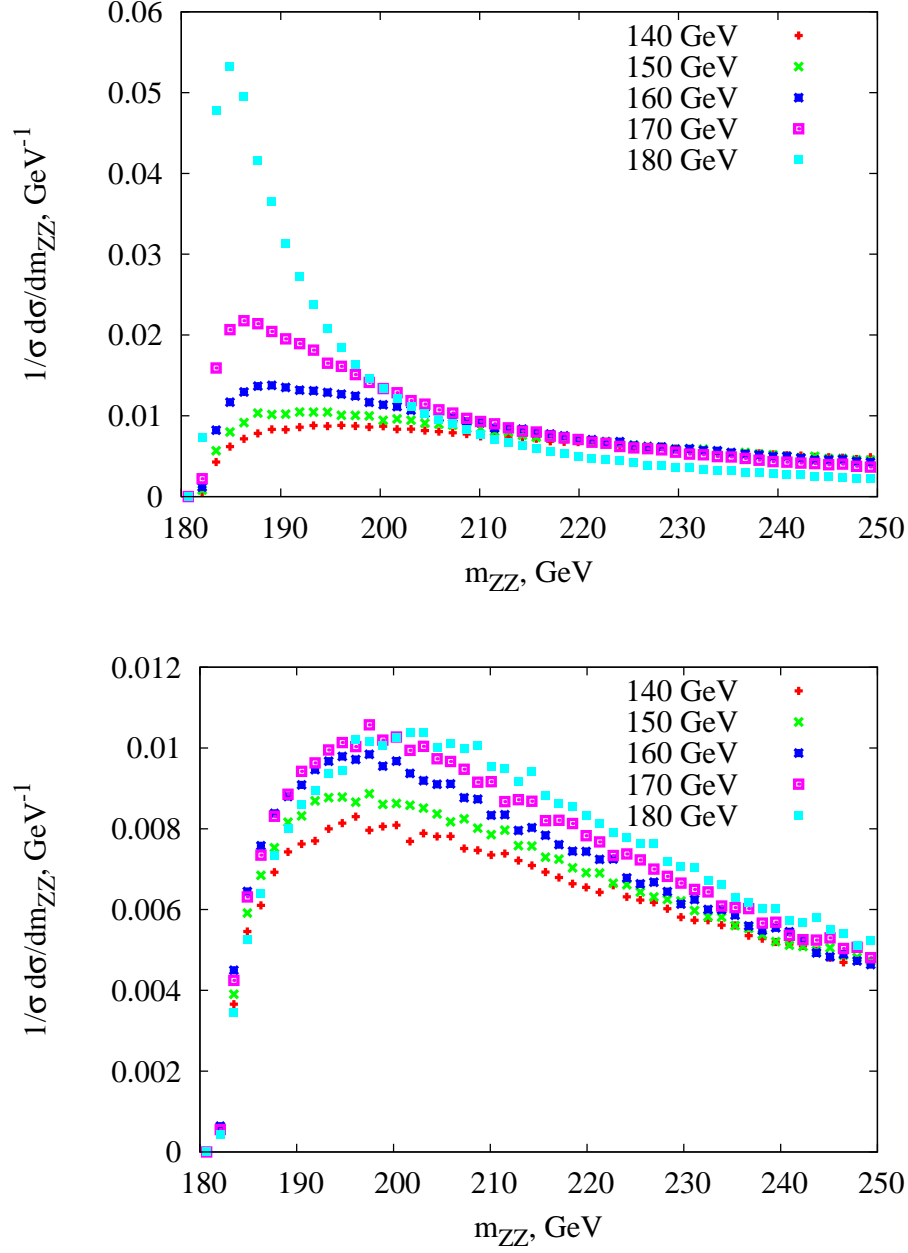 0.06
0.05
0.04
0.03
0.02
0.01
0
1/σ dσ/dm_ZZ, GeV^-1
140 GeV
150 GeV
160 GeV
170 GeV
180 GeV
180 190 200 210 220 230 240 250
m_ZZ, GeV
0.012
0.01
0.008
0.006
0.004
0.002
0
1/σ dσ/dm_ZZ, GeV^-1
140 GeV
150 GeV
160 GeV
170 GeV
180 GeV
180 190 200 210 220 230 240 250
m_ZZ, GeV